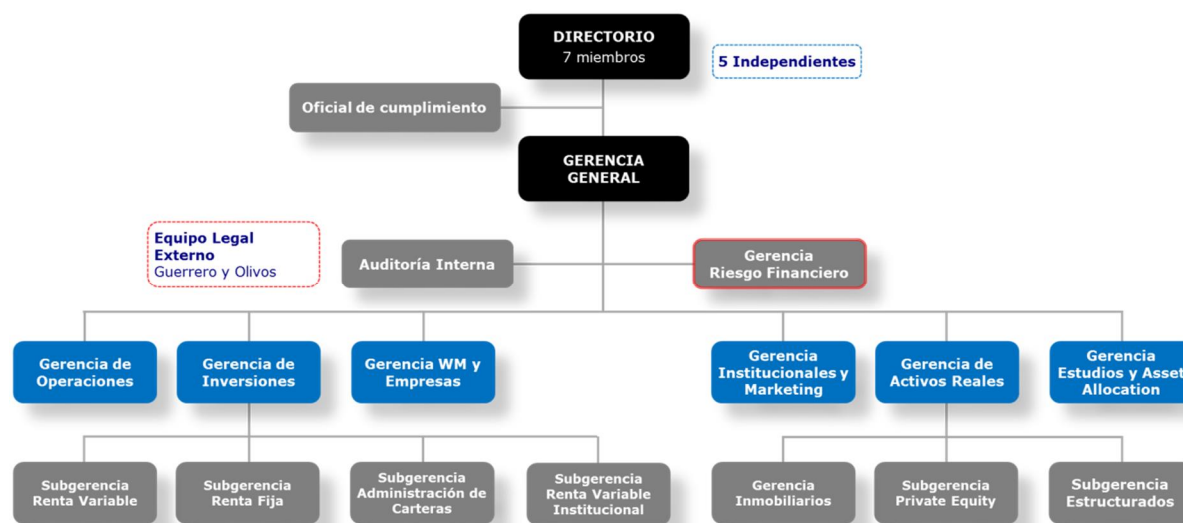 DIRECTORIO
7 miembros
5 Independientes
Oficial de cumplimiento
GERENCIA
GENERAL
Equipo Legal
Externo
Guerrero y Olivos
Auditoría Interna
Gerencia
Riesgo Financiero
Gerencia de
Operaciones
Gerencia de
Inversiones
Gerencia WM y
Empresas
Gerencia
Institucionales y
Marketing
Gerencia
de
Activos Reales
Gerencia
Estudios y Asset
Allocation
Subgerencia
Renta Variable
Subgerencia
Renta Fija
Subgerencia
Administración de
Carteras
Subgerencia
Renta Variable
Institucional
Gerencia
Inmobiliarios
Subgerencia
Private Equity
Subgerencia
Estructurados